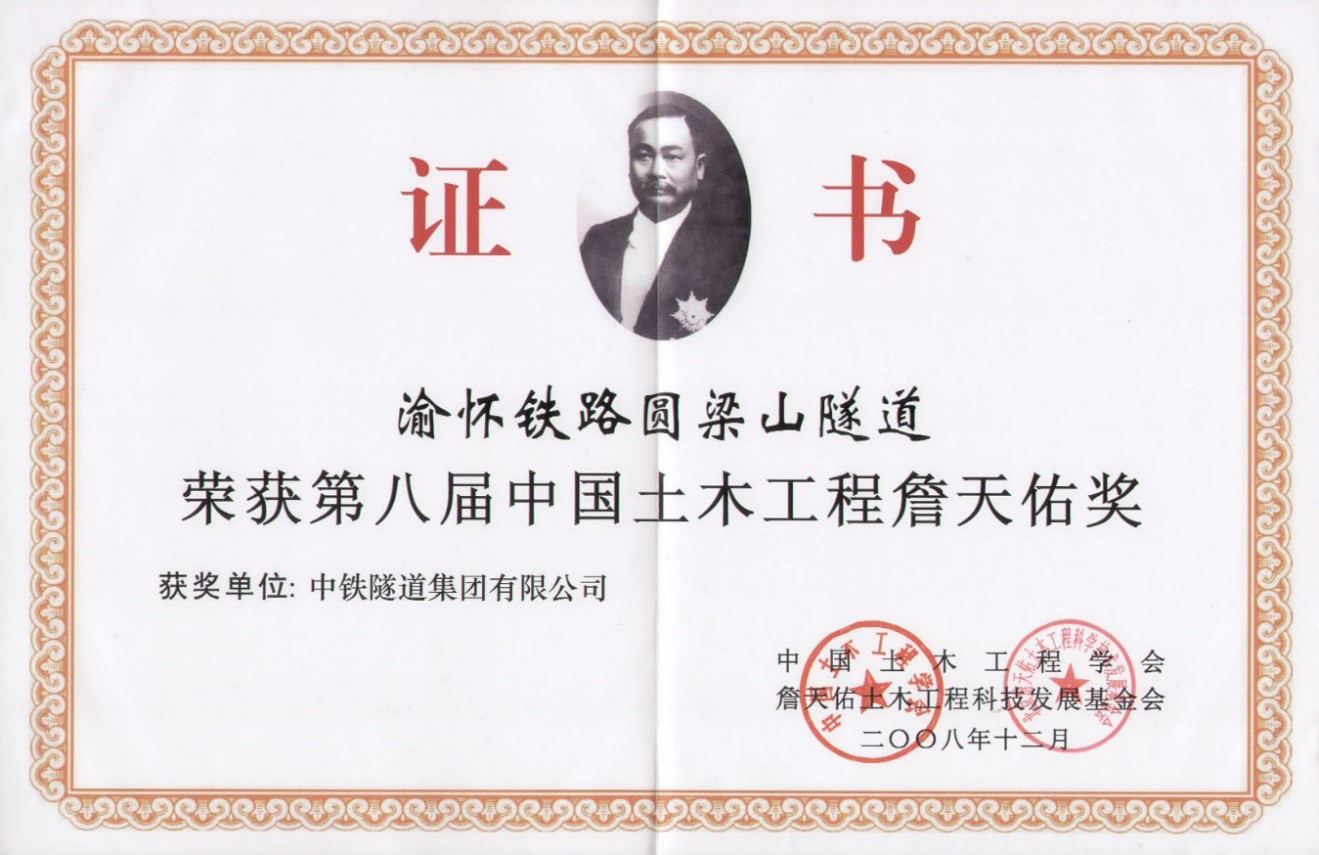 证书
渝怀铁路圆梁山隧道
荣获第八届中国土木工程詹天佑奖
获奖单位: 中铁隧道集团有限公司
中国土木工程学会
詹天佑土木工程科技发展基金会
二〇〇八年十二月